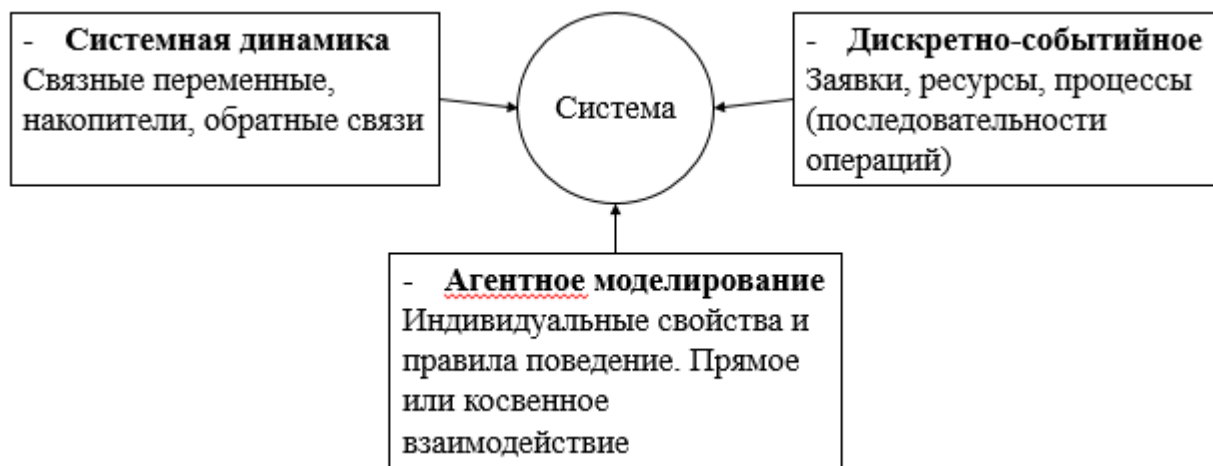 - Системная динамика
Связные переменные,
накопители, обратные связи
Система
- Дискретно-событийное
Заявки, ресурсы, процессы
(последовательности
операций)
- Агентное моделирование
Индивидуальные свойства и
правила поведение. Прямое
или косвенное
взаимодействие